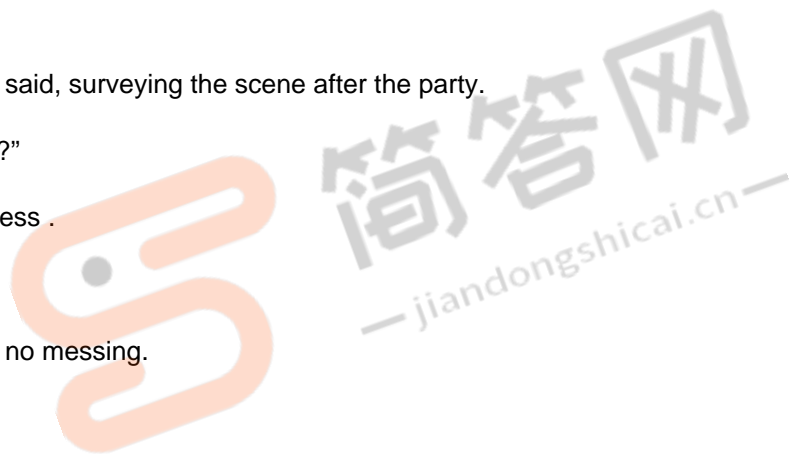 said, surveying the scene after the party.
?”
ess .
no messing.
简答网
jiandongshicai.cn